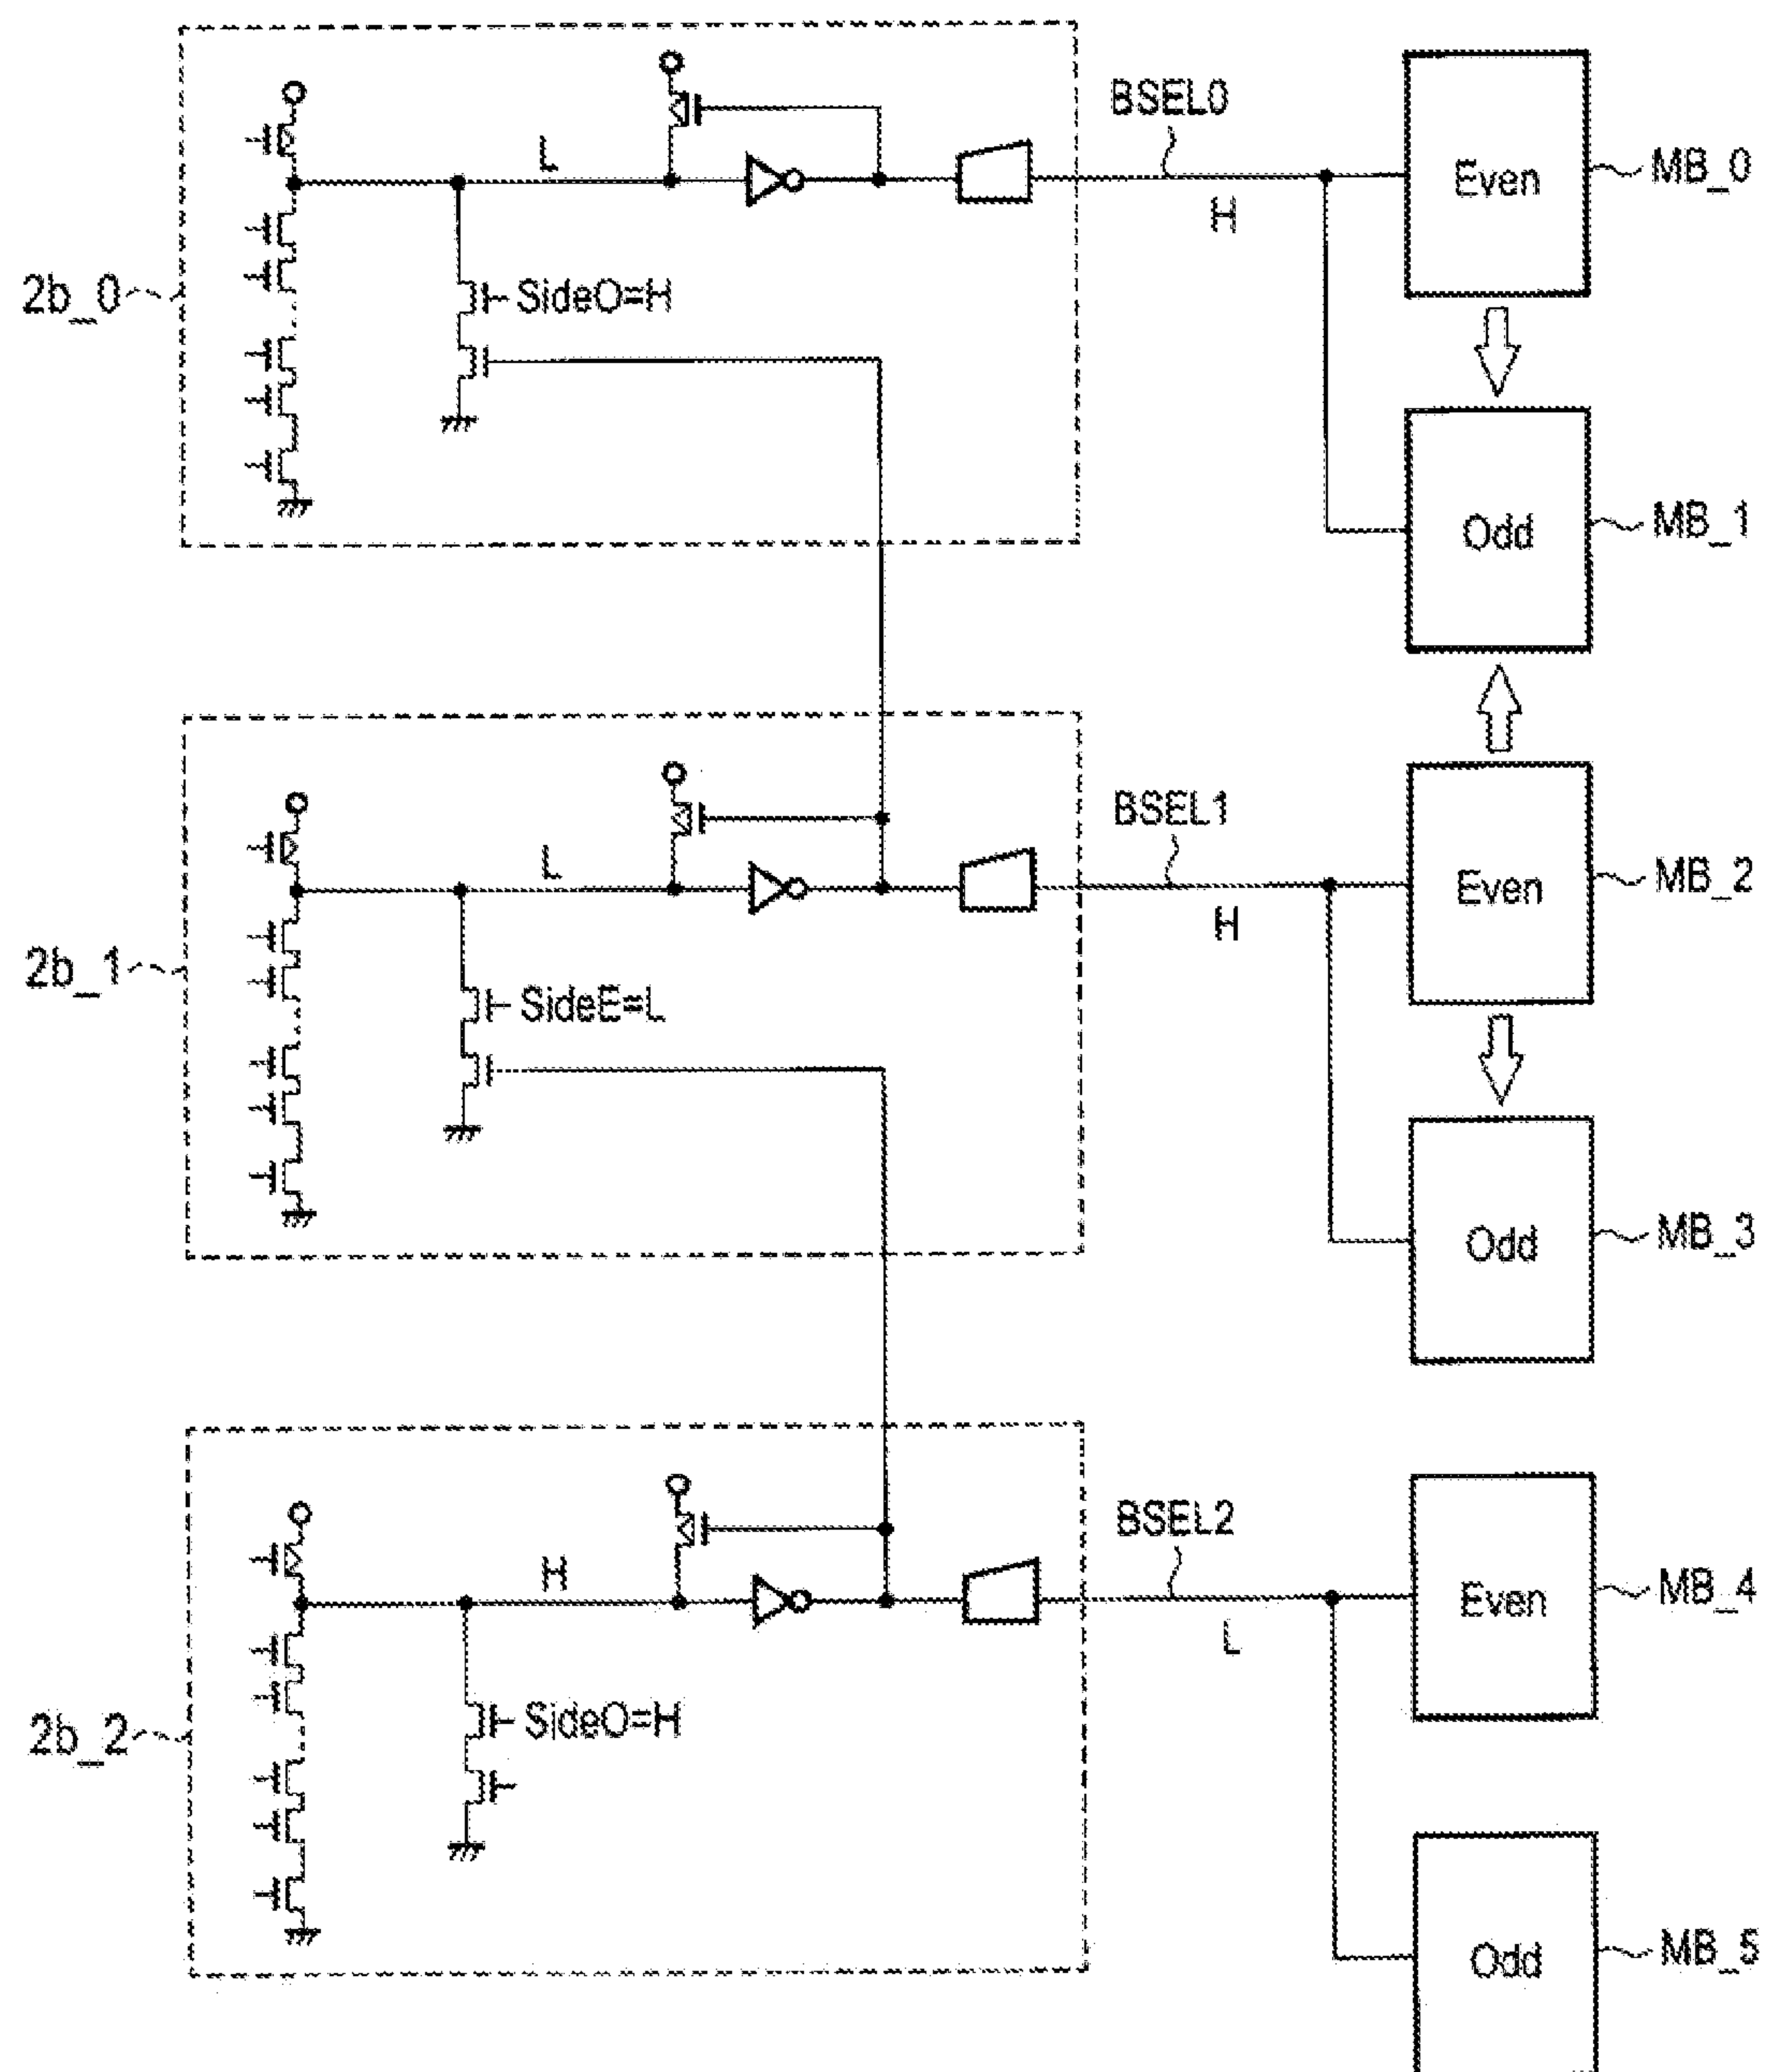 BSEL0
Even
MB_0
L
H
2b_0
SideO=H
Odd
MB_1
BSEL1
Even
MB_2
L
H
2b_1
SideE=L
Odd
MB_3
BSEL2
Even
MB_4
H
L
2b_2
SideO=H
Odd
MB_5